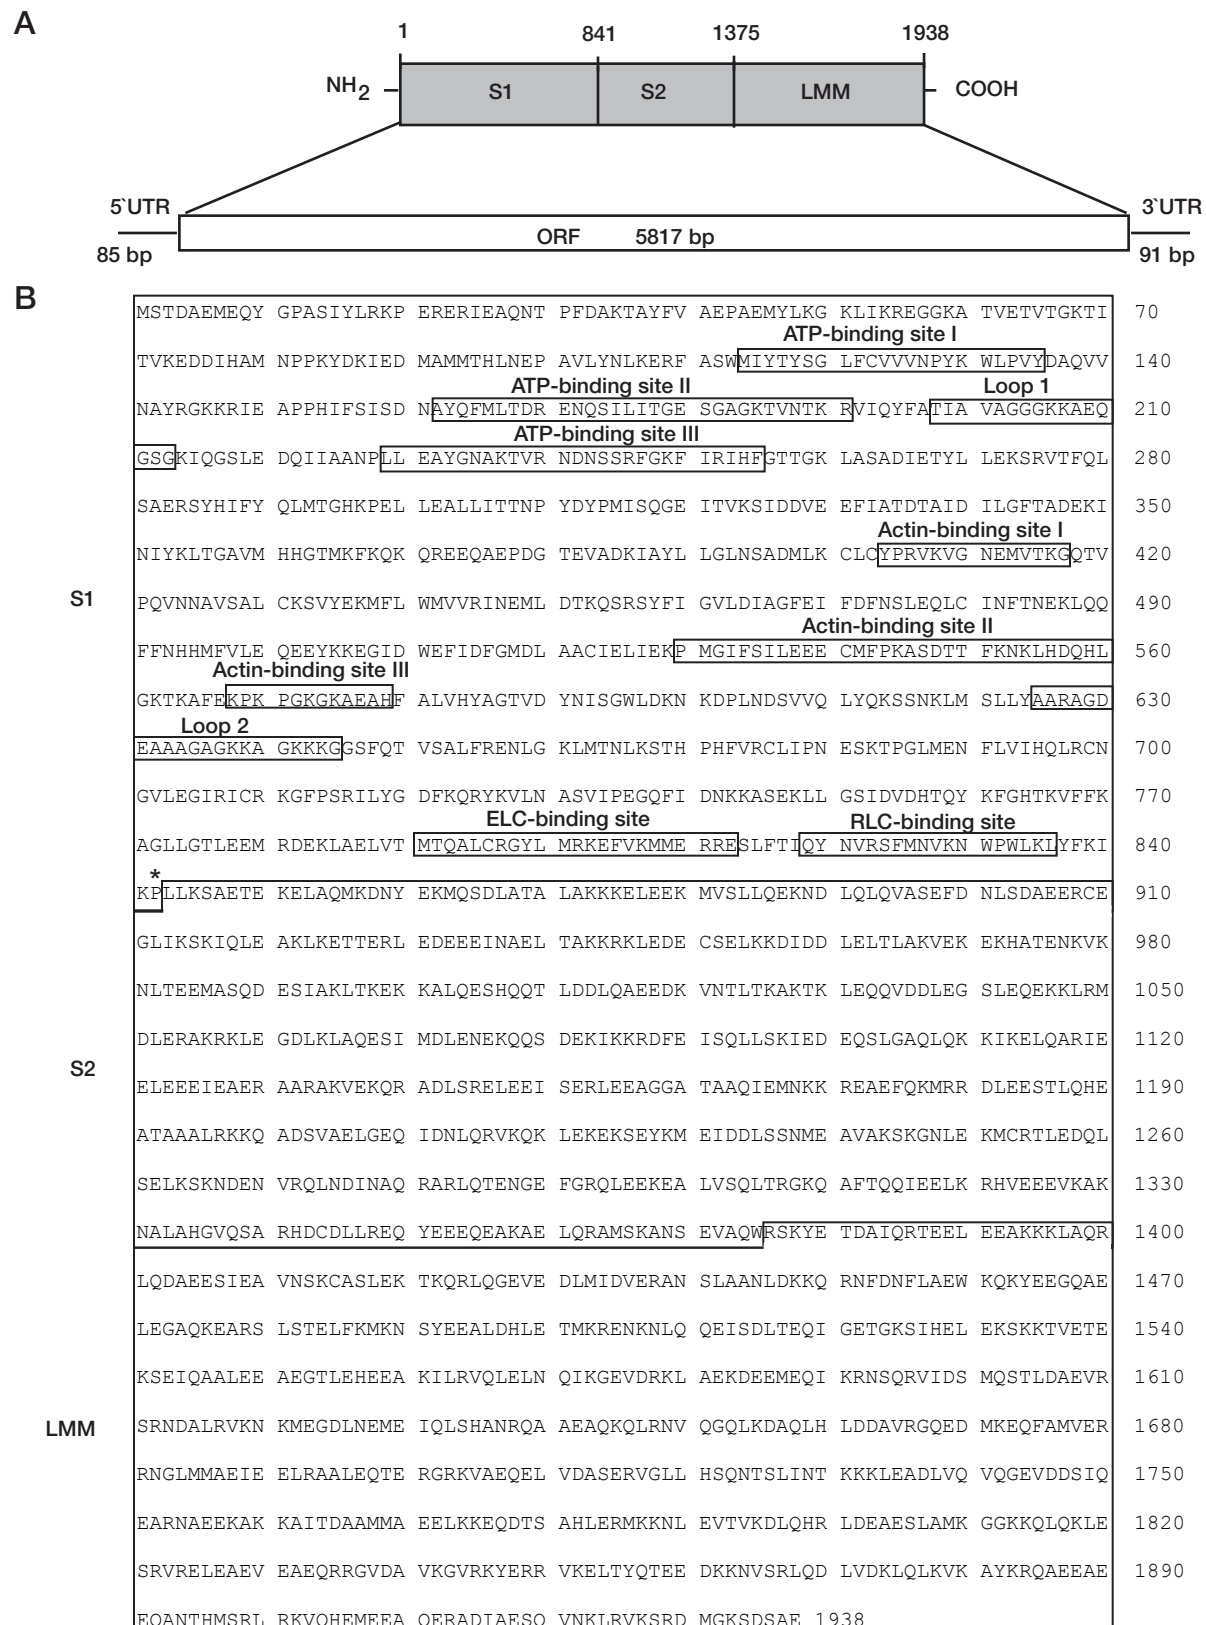 A
1 841 1375 1938
NH2 S1 S2 LMM COOH
5`UTR 3`UTR
ORF 5817 bp
85 bp 91 bp
B
MSTDAEMEQY GPASIYLRKP ERERIEAQNT PFDAKTAYFV AEPAEMYLKG KLIKREGGKA TVETVTGKTI 70
ATP-binding site I
TVKEDDIHAM NPPKYDKIED MAMMTHLNEP AVLYNLKERF ASWMIYTYSG LFCVVVNPYK WLPVYDAQVV 140
ATP-binding site II Loop 1
NAYRGKKRIE APPHIFSISD NAYQFMLTDR ENQSILITGE SGAGKTVNTK RVIQYFATIA VAGGGKKAEQ 210
ATP-binding site III
GSGKIQGSLE DQIIAANPLL EAYGNAKTVR NDNSSRFGKF IRIHFGTTGK LASADIETYL LEKSRVTFQL 280
SAERSYHIFY QLMTGHKPEL LEALLITTNP YDYPMISQGE ITVKSIDDVE EFIATDTAID ILGFTADEKI 350
Actin-binding site I
NIYKLTGAVM HHGTMKFKQK QREEQAEPDG TEVADKIAYL LGLNSADMLK CLCYPRVKVG NEMVTKGQTV 420
PQVNNAVSAL CKSVYEKMFL WMVVRINEML DTKQSRSYFI GVLDIAGFEI FDFNSLEQLC INFTNEKLQQ 490
S1
Actin-binding site II
FFNHHMFVLE QEEYKKEGID WEFIDFGMDL AACIELIEKP MGIFSILEEE CMFPKASDTT FKNKLHDQHL 560
Actin-binding site III
GKTKAFEKPK PGKGKAEAHF ALVHYAGTVD YNISGWLDKN KDPLNDSVVQ LYQKSSNKLM SLLYAARAGD 630
Loop 2
EAAAGAGKKA GKKKGGSFQT VSALFRENLG KLMTNLKSTH PHFVRCLIPN ESKTPGLMEN FLVIHQLRCN 700
GVLEGIRICR KGFPSRILYG DFKQRYKVLN ASVIPEGQFI DNKKASEKLL GSIDVDHTQY KFGHTKVFFK 770
ELC-binding site RLC-binding site
AGLLGTLEEM RDEKLAELVT MTQALCRGYL MRKEFVKMME RRESLFTIQY NVRSFMNVKN WPWLKLYFKI 840
*
KPLLKSAETE KELAQMKDNY EKMQSDLATA LAKKKELEEK MVSLLQEKND LQLQVASEFD NLSDAEERCE 910
GLIKSKIQLE AKLKETTERL EDEEEINAEL TAKKRKLEDE CSELKKDIDD LELTLAKVEK EKHATENKVK 980
NLTEEMASQD ESIAKLTKEK KALQESHQQT LDDLQAEEDK VNTLTKAKTK LEQQVDDLEG SLEQEKKLRM 1050
DLERAKRKLE GDLKLAQESI MDLENEKQQS DEKIKKRDFE ISQLLSKIED EQSLGAQLQK KIKELQARIE 1120
S2
ELEEEIEAER AARAKVEKQR ADLSRELEEI SERLEEAGGA TAAQIEMNKK REAEFQKMRR DLEESTLQHE 1190
ATAAALRKKQ ADSVAELGEQ IDNLQRVKQK LEKEKSEYKM EIDDLSSNME AVAKSKGNLE KMCRTLEDQL 1260
SELKSKNDEN VRQLNDINAQ RARLQTENGE FGRQLEEKEA LVSQLTRGKQ AFTQQIEELK RHVEEEVKAK 1330
NALAHGVQSA RHDCDLLREQ YEEEQEAKAE LQRAMSKANS EVAQWRSKYE TDAIQRTEEL EEAKKKLAQR 1400
LQDAEESIEA VNSKCASLEK TKQRLQGEVE DLMIDVERAN SLAANLDKKQ RNFDNFLAEW KQKYEEGQAE 1470
LEGAQKEARS LSTELFKMKN SYEEALDHLE TMKRENKNLQ QEISDLTEQI GETGKSIHEL EKSKKTVETE 1540
KSEIQAALEE AEGTLEHEEA KILRVQLELN QIKGEVDRKL AEKDEEMEQI KRNSQRVIDS MQSTLDAEVR 1610
LMM SRNDALRVKN KMEGDLNEME IQLSHANRQA AEAQKQLRNV QGQLKDAQLH LDDAVRGQED MKEQFAMVER 1680
RNGLMMAEIE ELRAALEQTE RGRKVAEQEL VDASERVGLL HSQNTSLINT KKKLEADLVQ VQGEVDDSIQ 1750
EARNAEEKAK KAITDAAMMA EELKKEQDTS AHLERMKKNL EVTVKDLQHR LDEAESLAMK GGKKQLQKLE 1820
SRVRELEAEV EAEQRRGVDA VKGVRKYERR VKELTYQTEE DKKNVSRLQD LVDKLQLKVK AYKRQAEEAE 1890
EQANTHMSRL RKVQHEMEEA QERADIAESQ VNKLRVKSRD MGKSDSAE 1938